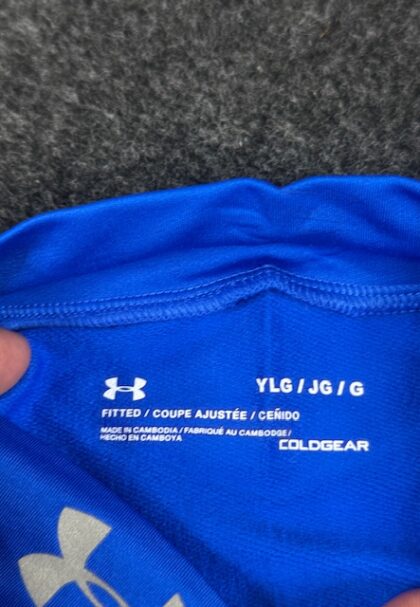 YLG / JG / G
FITTED / COUPE AJUSTÉE / CEÑIDO
MADE IN CAMBODIA / FABRIQUÉ AU CAMBODGE /
HECHO EN CAMBOYA
COLDGEAR